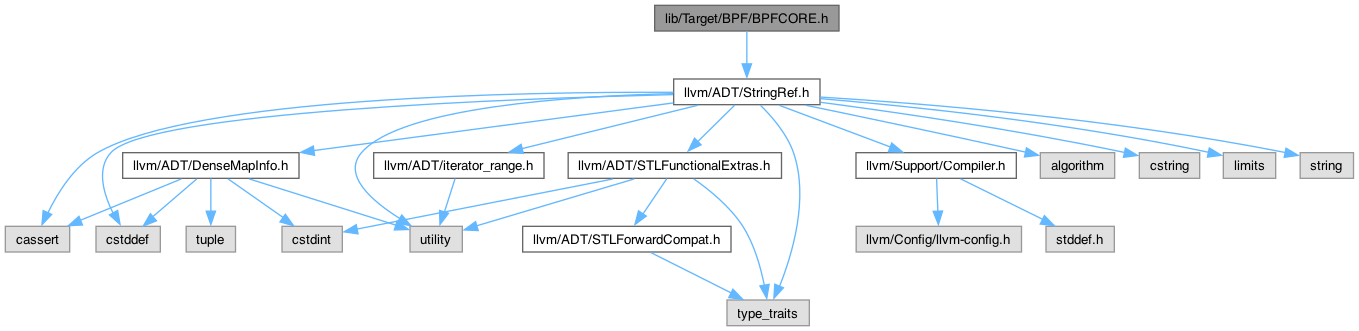 lib/Target/BPF/BPFCORE.h
llvm/ADT/StringRef.h
llvm/ADT/DenseMapInfo.h
llvm/ADT/iterator_range.h
llvm/ADT/STLFunctionalExtras.h
llvm/Support/Compiler.h
algorithm
cstring
limits
string
cassert
cstddef
tuple
cstdint
utility
llvm/ADT/STLForwardCompat.h
llvm/Config/llvm-config.h
stddef.h
type_traits